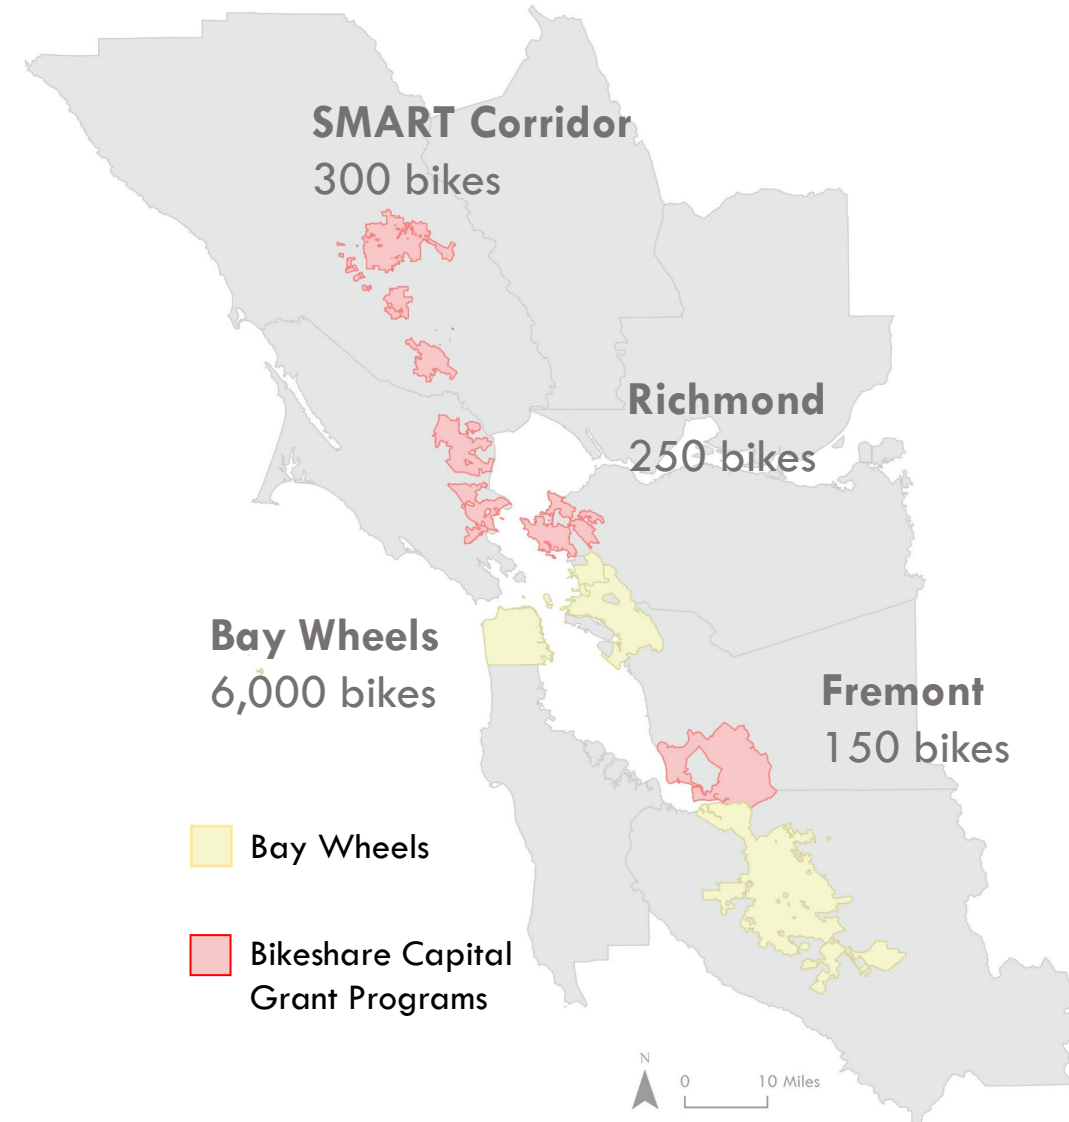 SMART Corridor
300 bikes
Richmond
250 bikes
Bay Wheels
6,000 bikes
Fremont
150 bikes
Bay Wheels
Bikeshare Capital
Grant Programs
N
0 10 Miles